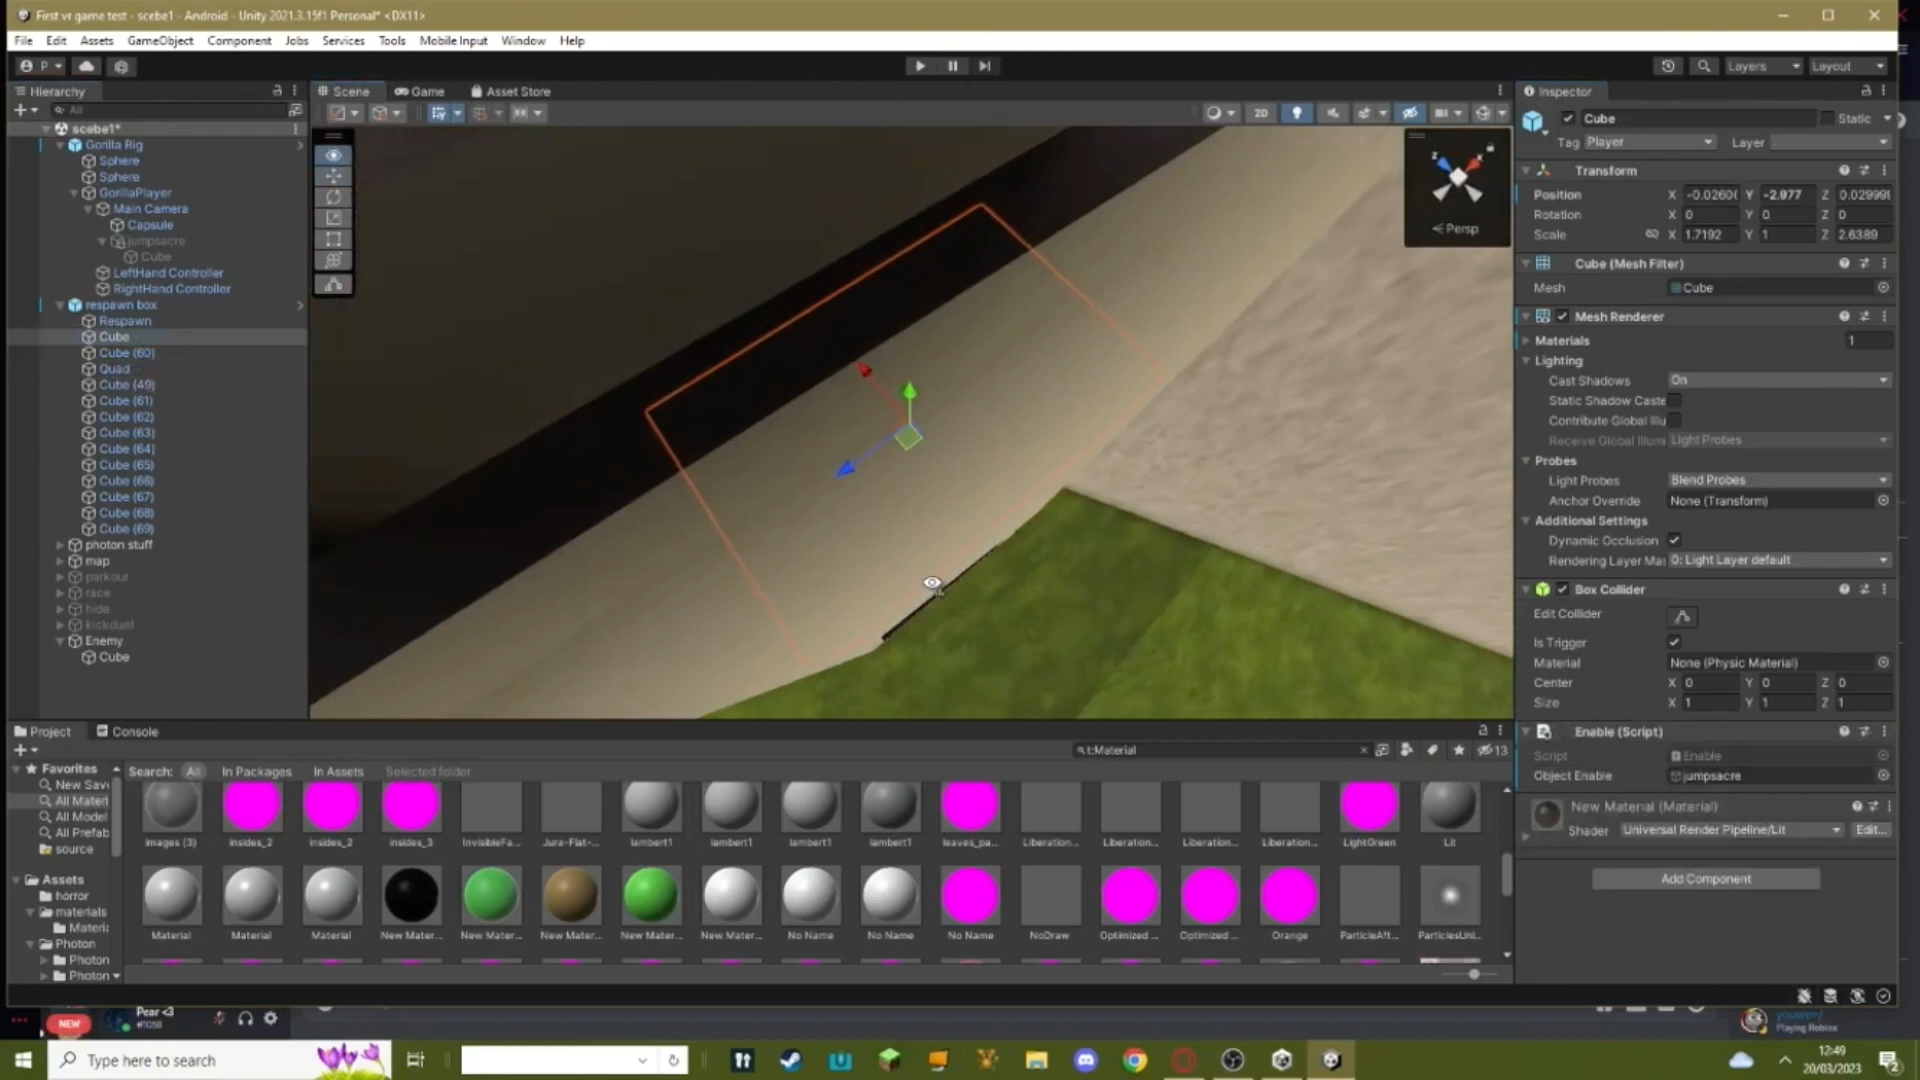 First vr game test - scebe1 - Android - Unity 2021.3.15f1 Personal* <DX11>
File Edit Assets GameObject Component Jobs Services Tools Mobile Input Window Help
P Layers Layout
Hierarchy
All
scebe1*
Gorilla Rig
Sphere
Sphere
GorillaPlayer
Main Camera
Capsule
jumpsacre
Cube
LeftHand Controller
RightHand Controller
respawn box
Respawn
Cube
Cube (60)
Quad
Cube (49)
Cube (61)
Cube (62)
Cube (63)
Cube (64)
Cube (65)
Cube (66)
Cube (67)
Cube (68)
Cube (69)
photon stuff
map
parkour
race
hide
kickduel
Enemy
Cube
Scene Game Asset Store
2D
z x
Persp
Inspector
Cube Static
Tag Player Layer
Transform
Position X -0.0260 Y -2.977 Z 0.02999
Rotation X 0 Y 0 Z 0
Scale X 1.7192 Y 1 Z 2.6389
Cube (Mesh Filter)
Mesh Cube
Mesh Renderer
Materials 1
Lighting
Cast Shadows On
Static Shadow Caste
Contribute Global Illu
Receive Global Illumi Light Probes
Probes
Light Probes Blend Probes
Anchor Override None (Transform)
Additional Settings
Dynamic Occlusion
Rendering Layer Mas 0: Light Layer default
Box Collider
Edit Collider
Is Trigger
Material None (Physic Material)
Center X 0 Y 0 Z 0
Size X 1 Y 1 Z 1
Enable (Script)
Script Enable
Object Enable jumpsacre
New Material (Material)
Shader Universal Render Pipeline/Lit Edit...
Add Component
Project Console
t:Material 13
Favorites
New Save
All Materi
All Model
All Prefab
source
Assets
horror
materials
Materia
Photon
Photon
Photon
Search: All In Packages In Assets Selected folder
images (3) insides_2 insides_2 insides_3 InvisibleFa... Jura-Flat-... lambert1 lambert1 lambert1 lambert1 leaves_pa... Liberation... Liberation... Liberation... Liberation... LightGreen Lit
Material Material Material New Mater... New Mater... New Mater... New Mater... New Mater... No Name No Name No Name NoDraw Optimized ... Optimized ... Orange ParticleAft... ParticlesUnl...
NEW Pear <3
#1050
youwe
Playing Roblox
Type here to search
12:49
20/03/2023
2